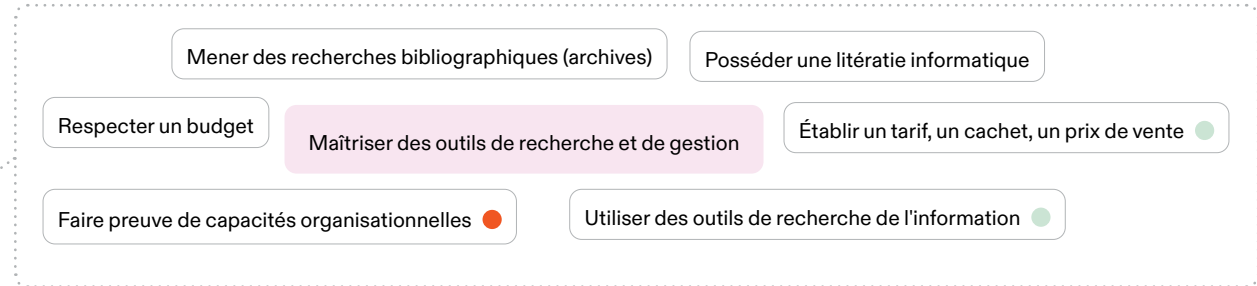 Mener des recherches bibliographiques (archives)
Posséder une litératie informatique
Respecter un budget
Maîtriser des outils de recherche et de gestion
Établir un tarif, un cachet, un prix de vente
Faire preuve de capacités organisationnelles
Utiliser des outils de recherche de l'information